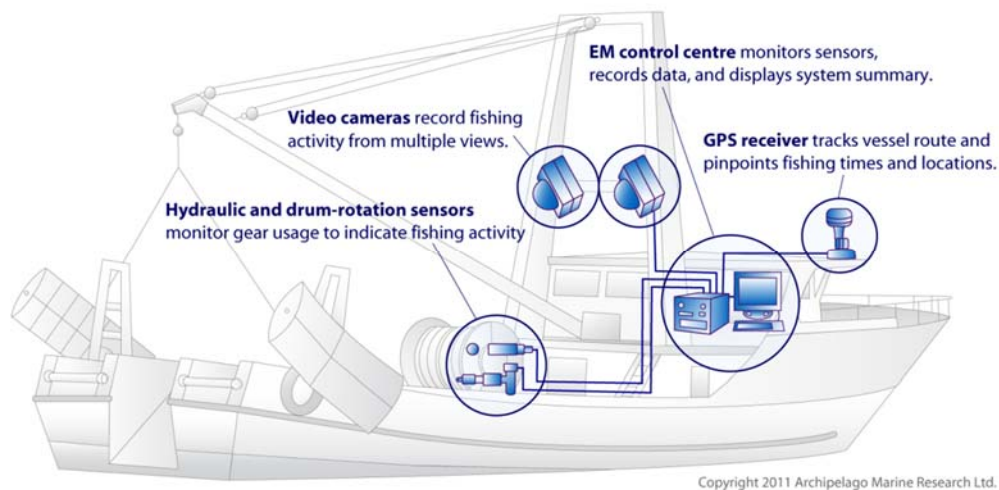 EM control centre monitors sensors,
records data, and displays system summary.
Video cameras record fishing
activity from multiple views.
GPS receiver tracks vessel route and
pinpoints fishing times and locations.
Hydraulic and drum-rotation sensors
monitor gear usage to indicate fishing activity
Copyright 2011 Archipelago Marine Research Ltd.